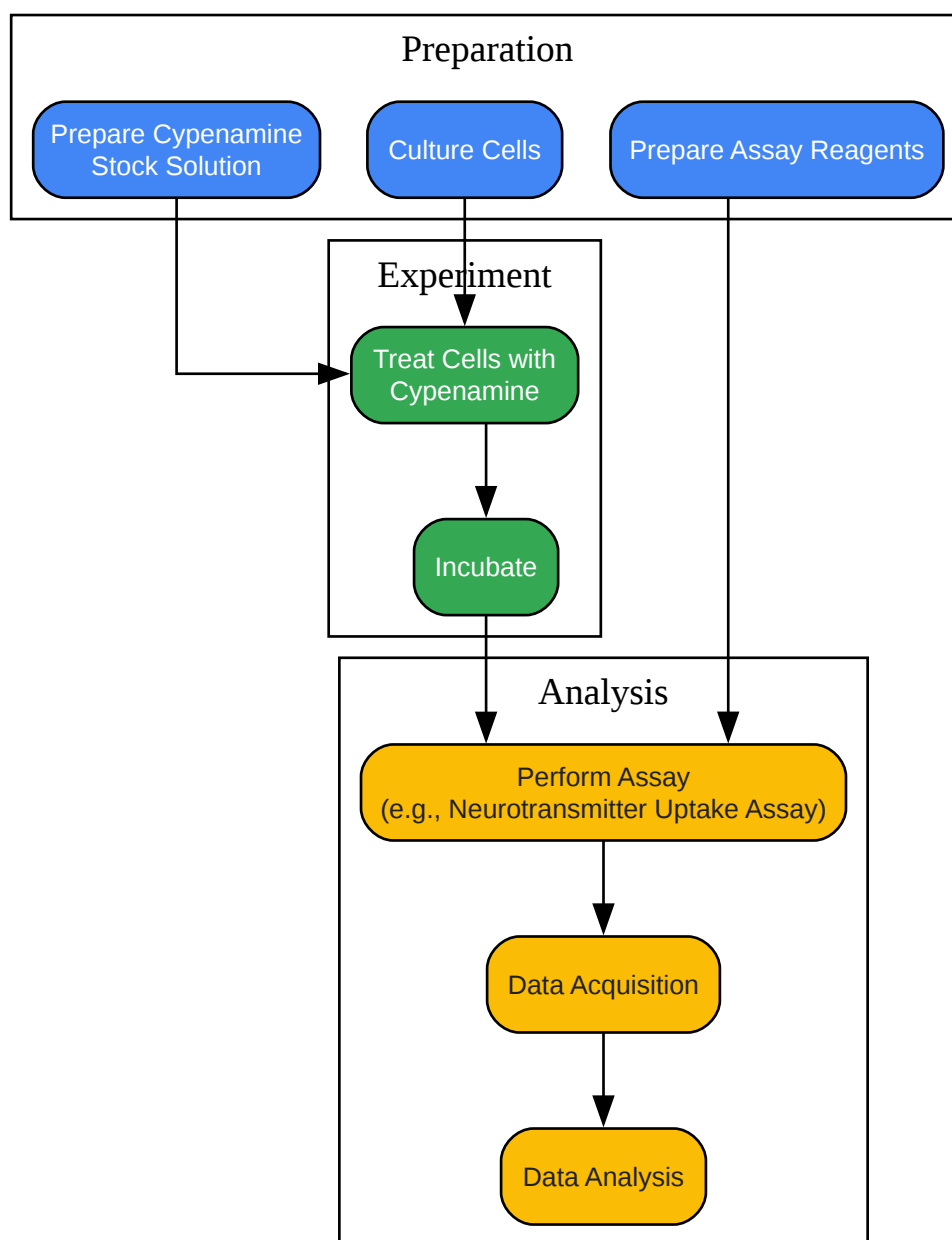 Preparation
Prepare Cypenamine
Stock Solution
Culture Cells
Prepare Assay Reagents
Experiment
Treat Cells with
Cypenamine
Incubate
Analysis
Perform Assay
(e.g., Neurotransmitter Uptake Assay)
Data Acquisition
Data Analysis